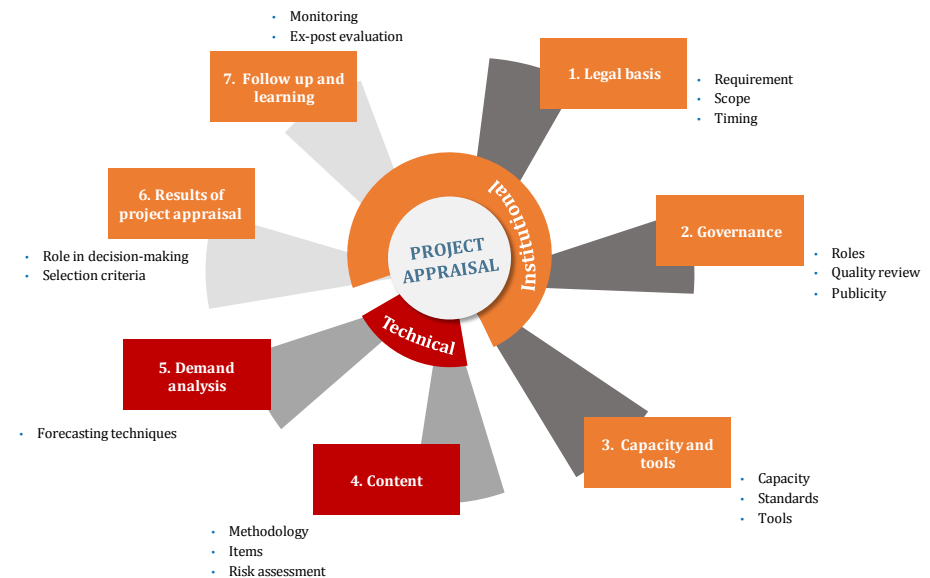 PROJECT
APPRAISAL
Institutional
Technical
1. Legal basis
• Requirement
• Scope
• Timing
2. Governance
• Roles
• Quality review
• Publicity
3. Capacity and
tools
• Capacity
• Standards
• Tools
4. Content
• Methodology
• Items
• Risk assessment
5. Demand
analysis
• Forecasting techniques
6. Results of
project appraisal
• Role in decision-making
• Selection criteria
7. Follow up and
learning
• Monitoring
• Ex-post evaluation